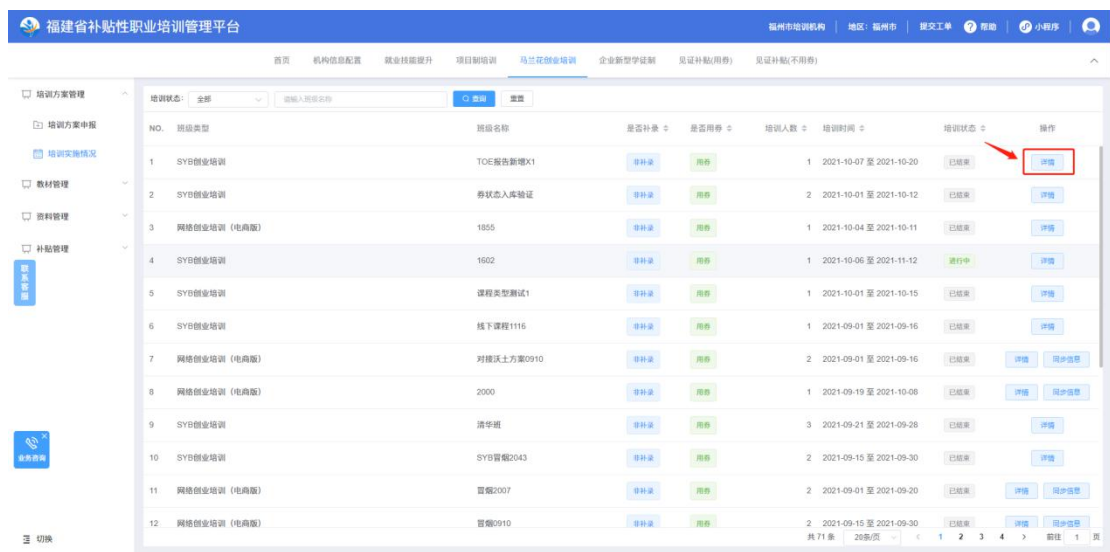 福建省补贴性职业培训管理平台 福州市培训机构 地区：福州市 提交工单 帮助 小程序
首页 机构信息配置 就业技能提升 项目制培训 马兰花创业培训 企业新型学徒制 见证补贴(用券) 见证补贴(不用券)
培训方案管理
培训方案申报
培训实施情况
教材管理
资料管理
补贴管理
联系客服
业务咨询
切换
培训状态： 全部 请输入班级名称 查询 重置
NO. 班级类型 班级名称 是否补录 是否用券 培训人数 培训时间 培训状态 操作
1 SYB创业培训 TOE报告新增X1 非补录 用券 1 2021-10-07 至 2021-10-20 已结束 详情
2 SYB创业培训 券状态入库验证 非补录 用券 2 2021-10-01 至 2021-10-12 已结束 详情
3 网络创业培训（电商版） 1855 非补录 用券 1 2021-10-04 至 2021-10-11 已结束 详情
4 SYB创业培训 1602 非补录 用券 1 2021-10-06 至 2021-11-12 进行中 详情
5 SYB创业培训 课程类型测试1 非补录 用券 1 2021-10-01 至 2021-10-15 已结束 详情
6 SYB创业培训 线下课程1116 非补录 用券 1 2021-09-01 至 2021-09-16 已结束 详情
7 网络创业培训（电商版） 对接沃土方案0910 非补录 用券 2 2021-09-01 至 2021-09-16 已结束 详情 同步信息
8 网络创业培训（电商版） 2000 非补录 用券 1 2021-09-19 至 2021-10-08 已结束 详情 同步信息
9 SYB创业培训 清华班 非补录 用券 3 2021-09-21 至 2021-09-28 已结束 详情
10 SYB创业培训 SYB冒烟2043 非补录 用券 2 2021-09-15 至 2021-09-30 已结束 详情
11 网络创业培训（电商版） 冒烟2007 非补录 用券 2 2021-09-01 至 2021-09-20 已结束 详情 同步信息
12 网络创业培训（电商版） 冒烟0910 非补录 用券 2 2021-09-15 至 2021-09-30 已结束 详情 同步信息
共 71 条 20条/页 1 2 3 4 前往 1 页